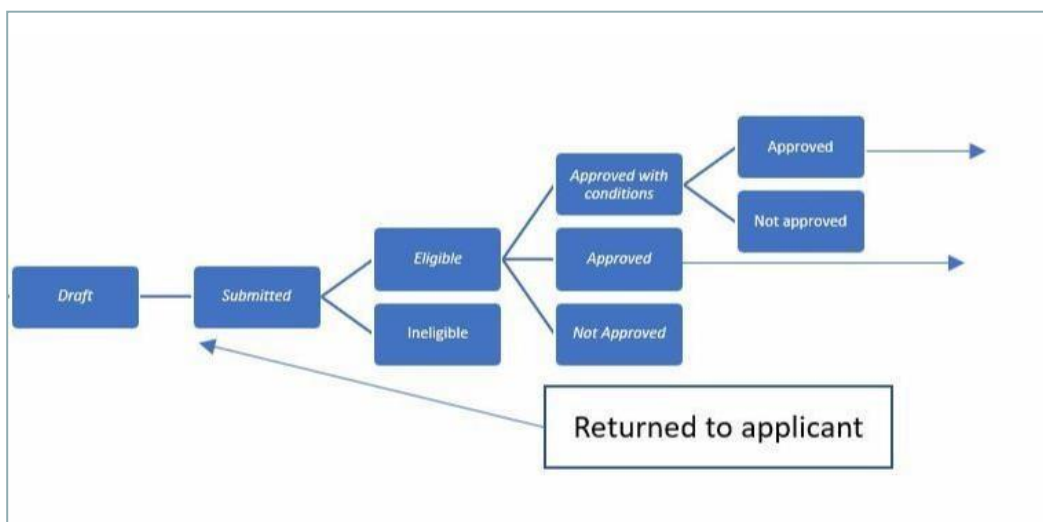 Draft
Submitted
Eligible
Ineligible
Approved with
conditions
Approved
Not Approved
Approved
Not approved
Returned to applicant